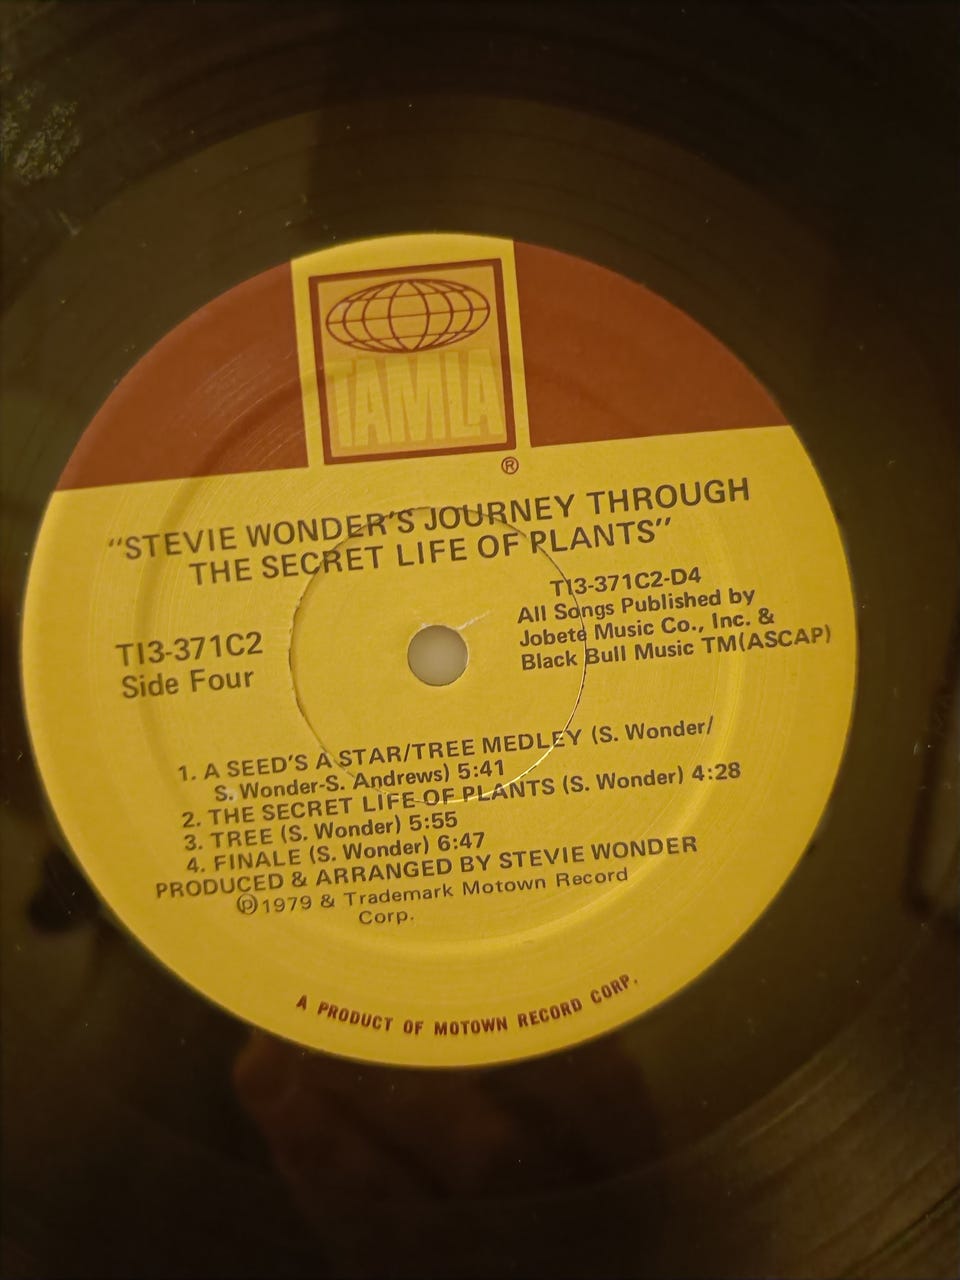 TAMLA
®
"STEVIE WONDER'S JOURNEY THROUGH
THE SECRET LIFE OF PLANTS"
TI3-371C2
Side Four
TI3-371C2-D4
All Songs Published by
Jobete Music Co., Inc. &
Black Bull Music TM(ASCAP)
1. A SEED'S A STAR/TREE MEDLEY (S. Wonder/
S. Wonder-S. Andrews) 5:41
2. THE SECRET LIFE OF PLANTS (S. Wonder) 4:28
3. TREE (S. Wonder) 5:55
4. FINALE (S. Wonder) 6:47
PRODUCED & ARRANGED BY STEVIE WONDER
℗1979 & Trademark Motown Record
Corp.
A PRODUCT OF MOTOWN RECORD CORP.